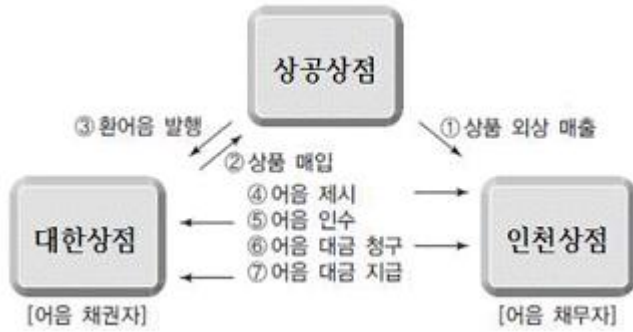 상공상점
③환어음 발행
①상품 외상 매출
②상품 매입
④어음 제시
⑤어음 인수
⑥어음 대금 청구
⑦어음 대금 지급
대한상점
인천상점
[어음 채권자]
[어음 채무자]